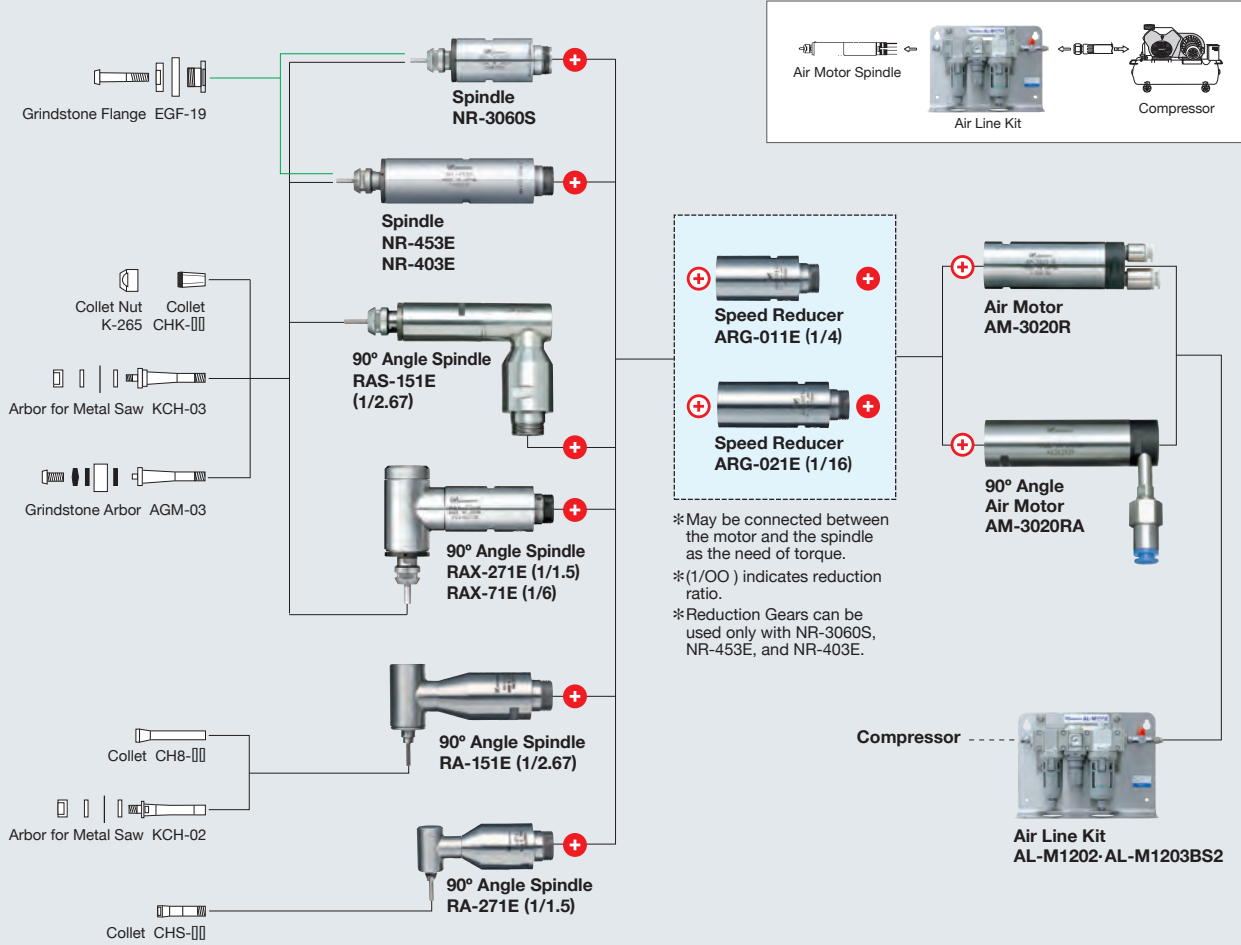 Air Motor Spindle
Air Line Kit
Compressor
Grindstone Flange EGF-19
Spindle
NR-3060S
Spindle
NR-453E
NR-403E
Collet Nut
K-265
Collet
CHK-▯▯
90º Angle Spindle
RAS-151E
(1/2.67)
Arbor for Metal Saw KCH-03
Grindstone Arbor AGM-03
90º Angle Spindle
RAX-271E (1/1.5)
RAX-71E (1/6)
Speed Reducer
ARG-011E (1/4)
Speed Reducer
ARG-021E (1/16)
✻May be connected between
the motor and the spindle
as the need of torque.
✻(1/OO ) indicates reduction
ratio.
✻Reduction Gears can be
used only with NR-3060S,
NR-453E, and NR-403E.
Air Motor
AM-3020R
90º Angle
Air Motor
AM-3020RA
Collet CH8-▯▯
Arbor for Metal Saw KCH-02
90º Angle Spindle
RA-151E (1/2.67)
Collet CHS-▯▯
90º Angle Spindle
RA-271E (1/1.5)
Compressor
Air Line Kit
AL-M1202·AL-M1203BS2